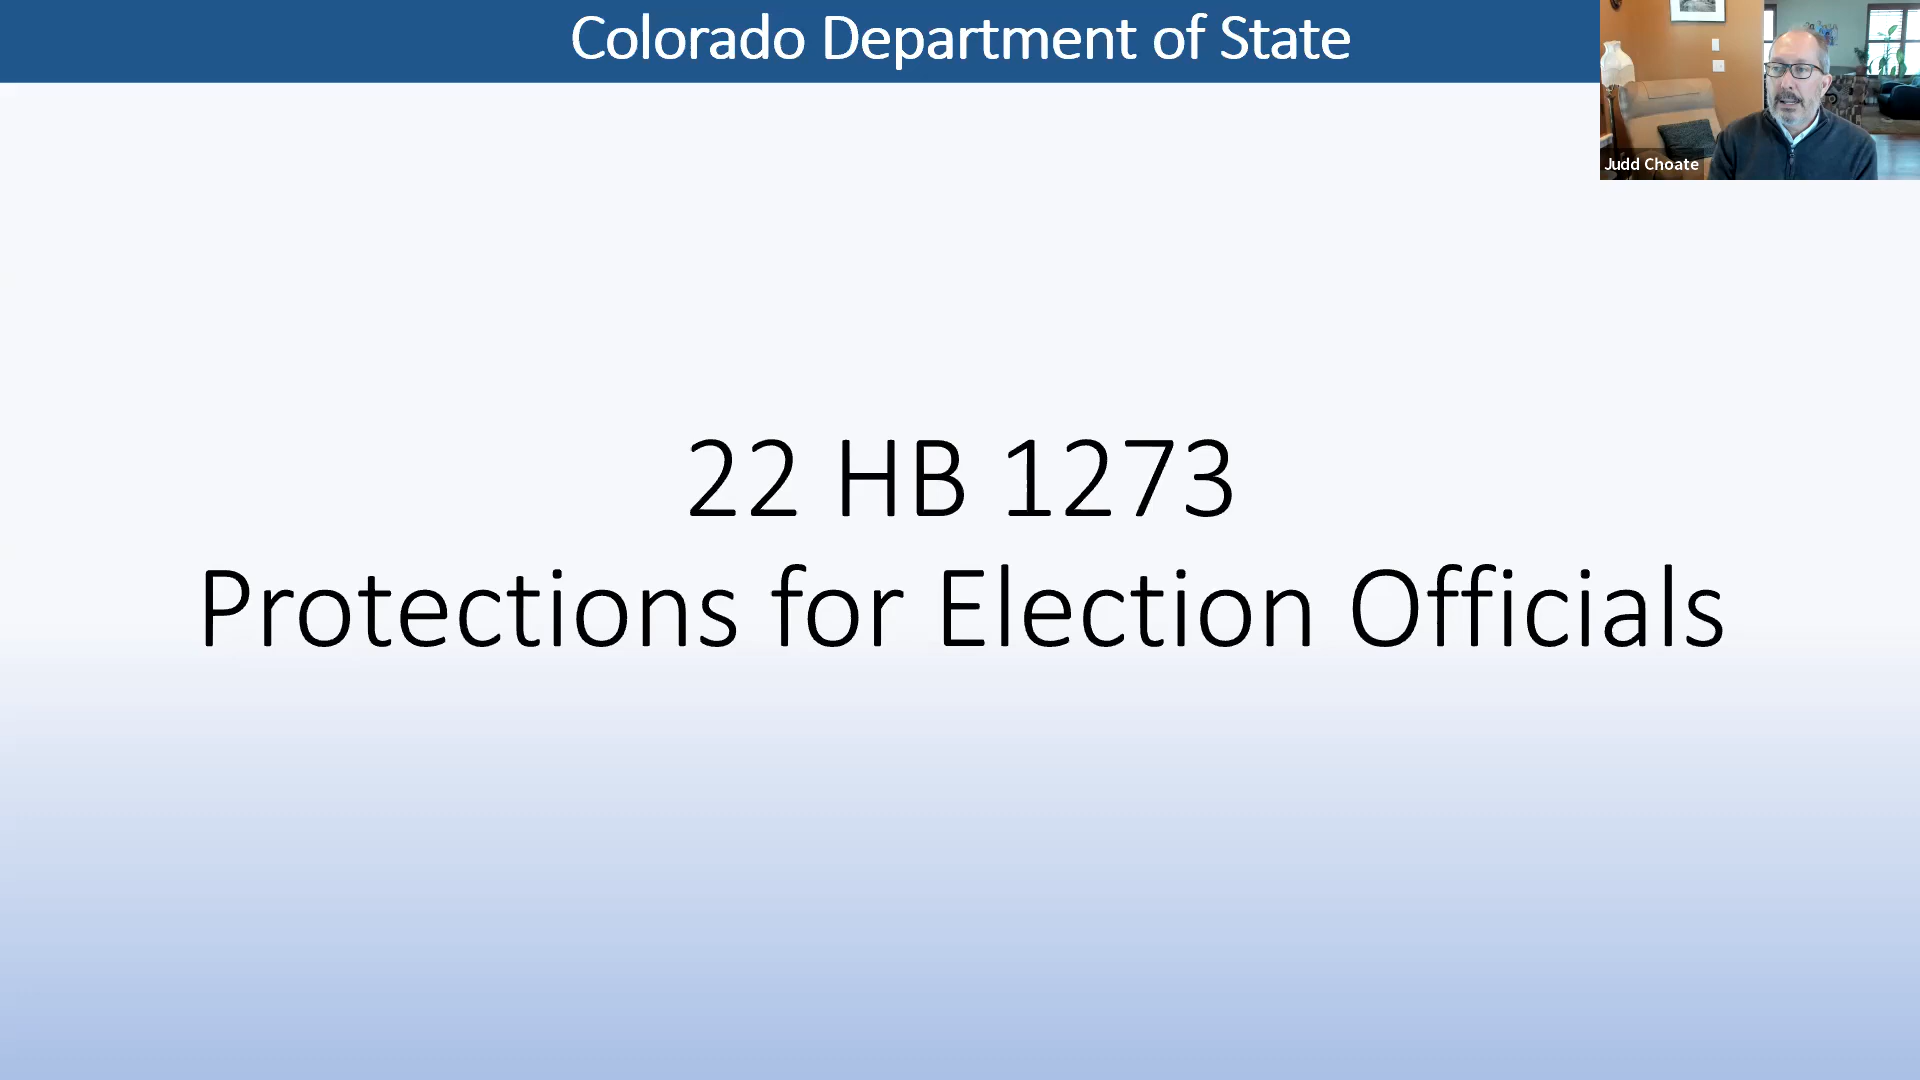 Colorado Department of State
Judd Choate
22 HB 1273
Protections for Election Officials